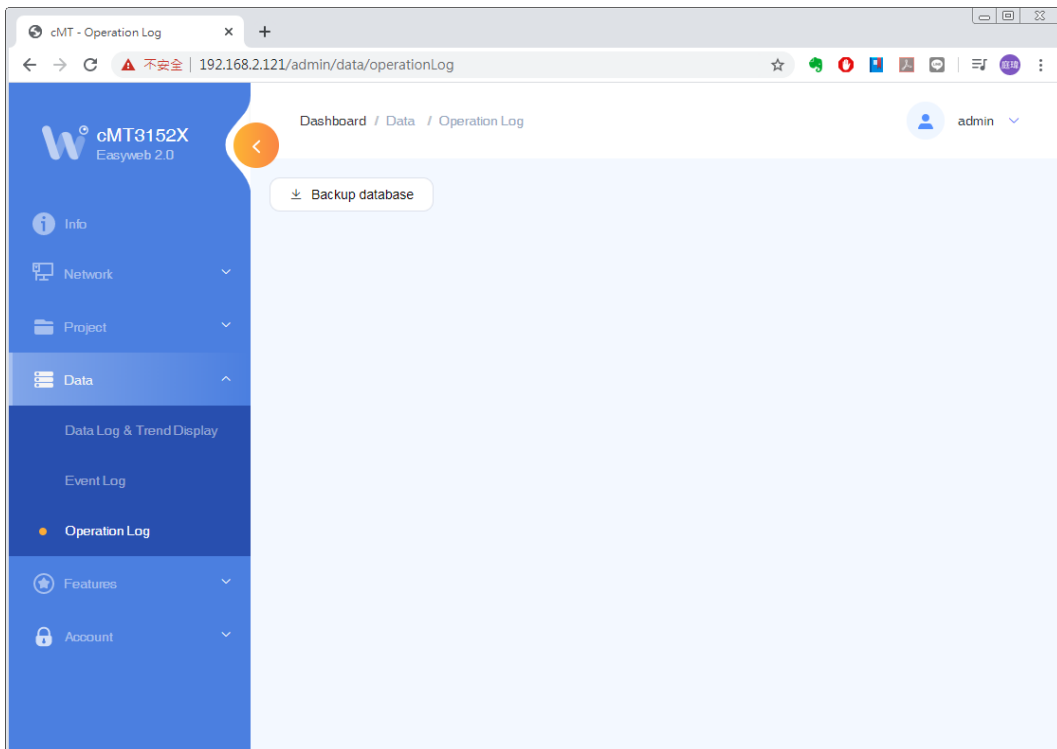 cMT - Operation Log
不安全 | 192.168.2.121/admin/data/operationLog
庭瑋
cMT3152X
Easyweb 2.0
Dashboard / Data / Operation Log
admin
Backup database
Info
Network
Project
Data
Data Log & Trend Display
Event Log
Operation Log
Features
Account